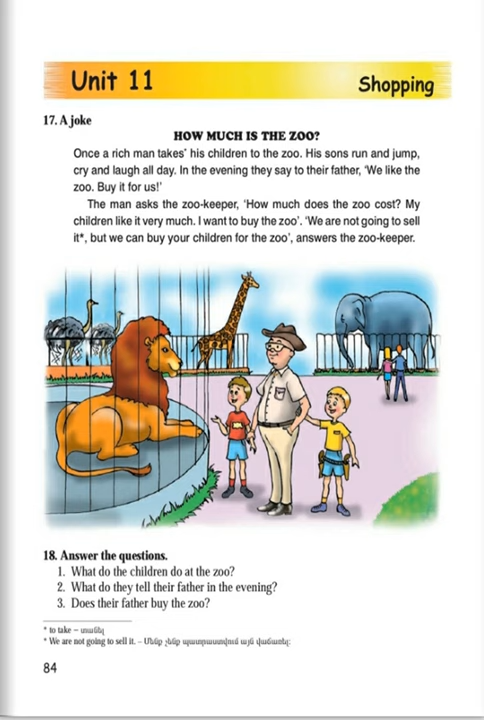 Unit 11
Shopping
17. A joke
HOW MUCH IS THE ZOO?
Once a rich man takes* his children to the zoo. His sons run and jump,
cry and laugh all day. In the evening they say to their father, ‘We like the
zoo. Buy it for us!’
The man asks the zoo-keeper, ‘How much does the zoo cost? My
children like it very much. I want to buy the zoo’. ‘We are not going to sell
it*, but we can buy your children for the zoo’, answers the zoo-keeper.
18. Answer the questions.
1. What do the children do at the zoo?
2. What do they tell their father in the evening?
3. Does their father buy the zoo?
* to take – տանել
* We are not going to sell it. – Մենք չենք պատրաստվում այն վաճառել:
84